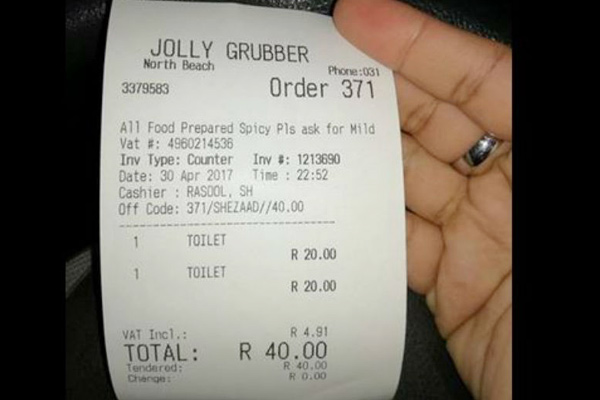 JOLLY GRUBBER
North Beach
Phone:031
3379583 Order 371
All Food Prepared Spicy Pls ask for Mild
Vat #: 4960214536
Inv Type: Counter Inv #: 1213690
Date: 30 Apr 2017 Time : 22:52
Cashier : RASOOL, SH
Off Code: 371/SHEZAAD//40.00
1 TOILET
R 20.00
1 TOILET
R 20.00
VAT Incl.: R 4.91
TOTAL: R 40.00
Tendered: R 40.00
Change: R 0.00